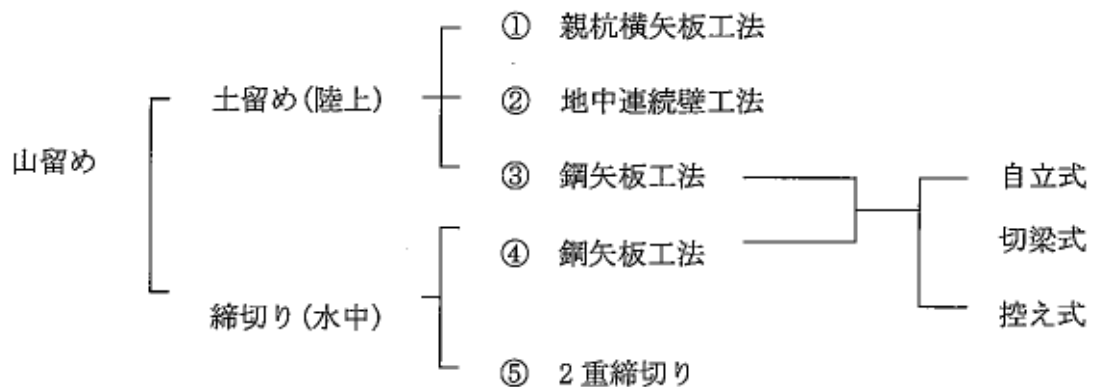 山留め
土留め(陸上)
① 親杭横矢板工法
② 地中連続壁工法
③ 鋼矢板工法
締切り(水中)
④ 鋼矢板工法
⑤ 2重締切り
自立式
切梁式
控え式